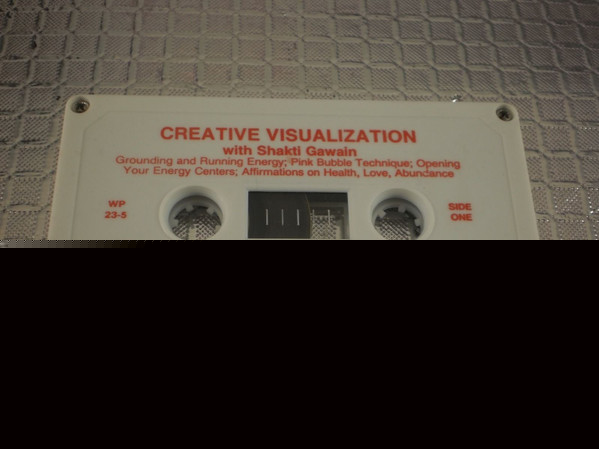 CREATIVE VISUALIZATION
with Shakti Gawain
Grounding and Running Energy; Pink Bubble Technique; Opening
Your Energy Centers; Affirmations on Health, Love, Abundance
WP
23-5
SIDE
ONE